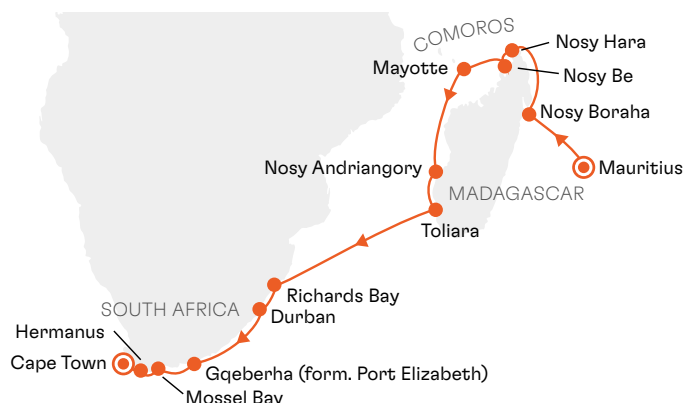 COMOROS
Nosy Hara
Mayotte
Nosy Be
Nosy Boraha
Nosy Andriangory
Mauritius
MADAGASCAR
Toliara
Richards Bay
SOUTH AFRICA
Durban
Hermanus
Cape Town
Gqeberha (form. Port Elizabeth)
Mossel Bay